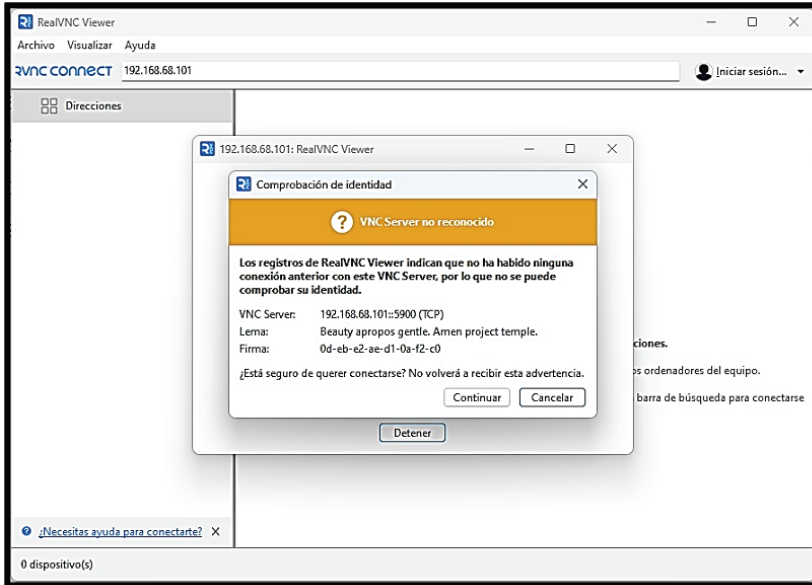 RealVNC Viewer
Archivo Visualizar Ayuda
RVNC CONNECT 192.168.68.101 Iniciar sesión...
Direcciones
192.168.68.101: RealVNC Viewer
Comprobación de identidad
VNC Server no reconocido
Los registros de RealVNC Viewer indican que no ha habido ninguna
conexión anterior con este VNC Server, por lo que no se puede
comprobar su identidad.
VNC Server: 192.168.68.101::5900 (TCP)
Lema: Beauty apropos gentle. Amen project temple.
Firma: 0d-eb-e2-ae-d1-0a-f2-c0
¿Está seguro de querer conectarse? No volverá a recibir esta advertencia.
Continuar Cancelar
Detener
ciones.
os ordenadores del equipo.
barra de búsqueda para conectarse
¿Necesitas ayuda para conectarte?
0 dispositivo(s)